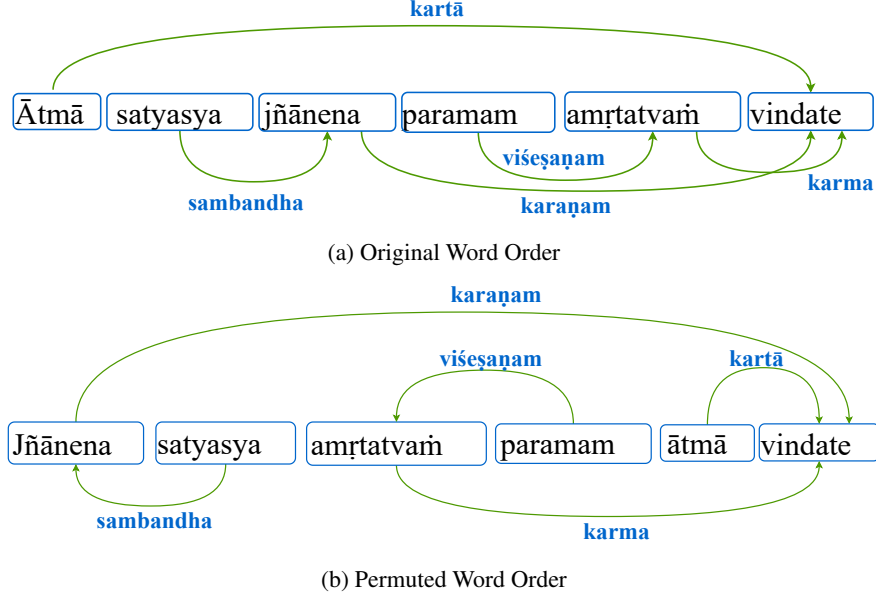 kartā
Ātmā satyasya jñānena paramam amṛtatvaṁ vindate
viśeṣaṇam
sambandha karaṇam karma
(a) Original Word Order
karaṇam
viśeṣaṇam kartā
Jñānena satyasya amṛtatvaṁ paramam ātmā vindate
sambandha karma
(b) Permuted Word Order